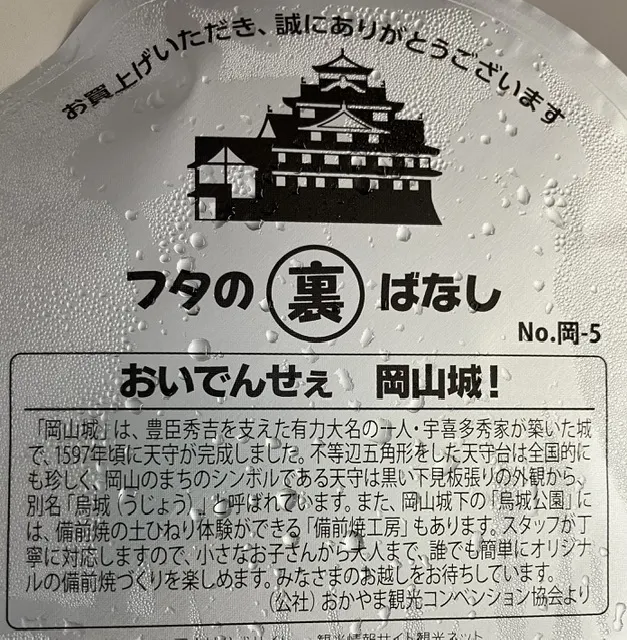 お買上げいただき、誠にありがとうございます
フタの裏ばなし
No.岡-5
おいでんせぇ 岡山城!
「岡山城」は、豊臣秀吉を支えた有力大名の一人・宇喜多秀家が築いた城
で、1597年頃に天守が完成しました。不等辺五角形をした天守台は全国的に
も珍しく、岡山のまちのシンボルである天守は黒い下見板張りの外観から、
別名「烏城(うじょう)」と呼ばれています。また、岡山城下の「烏城公園」に
は、備前焼の土ひねり体験ができる「備前焼工房」もあります。スタッフが丁
寧に対応しますので、小さなお子さんから大人まで、誰でも簡単にオリジナ
ルの備前焼づくりを楽しめます。みなさまのお越しをお待ちしています。
(公社)おかやま観光コンベンション協会より
観光情報サイト観光ネット